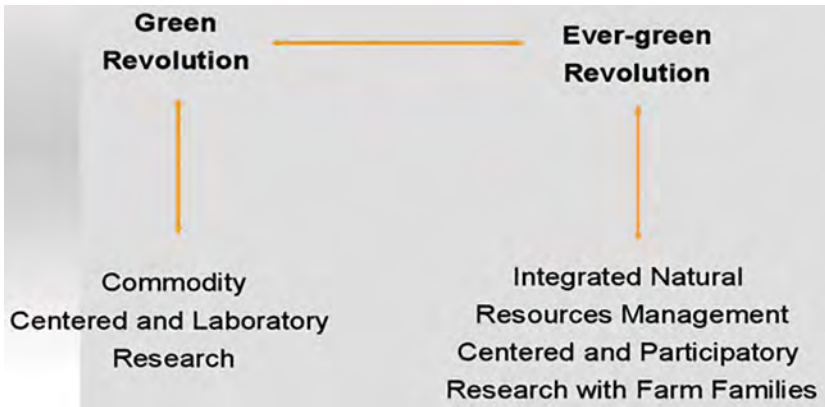 Green
Revolution
Ever-green
Revolution
Commodity
Centered and Laboratory
Research
Integrated Natural
Resources Management
Centered and Participatory
Research with Farm Families